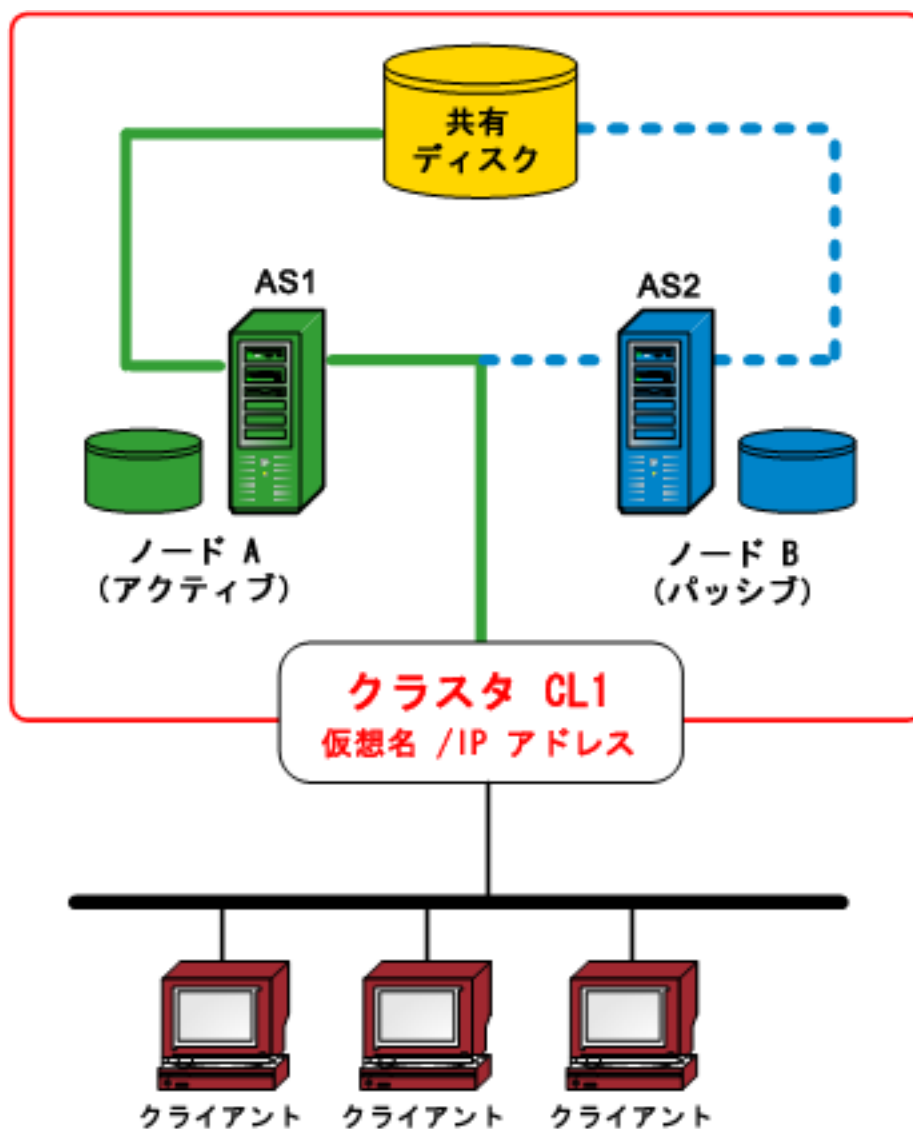 共有
ディスク
AS1
AS2
ノード A
(アクティブ)
ノード B
(パッシブ)
クラスタ CL1
仮想名 /IP アドレス
クライアント
クライアント
クライアント